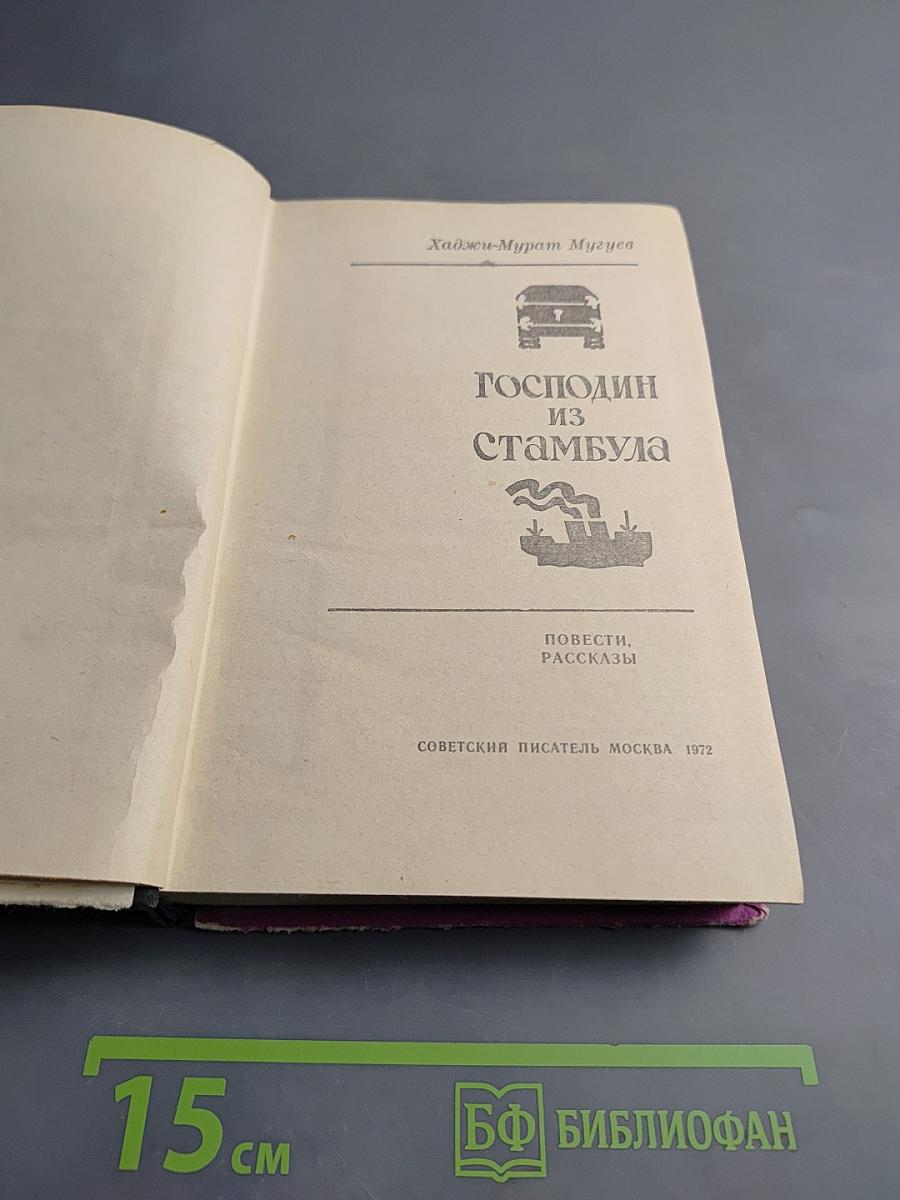 Хаджи-Мурат Мугуев
Господин
из
Стамбула
ПОВЕСТИ,
РАССКАЗЫ
СОВЕТСКИЙ ПИСАТЕЛЬ МОСКВА 1972
15 см
БФ БИБЛИОФАН